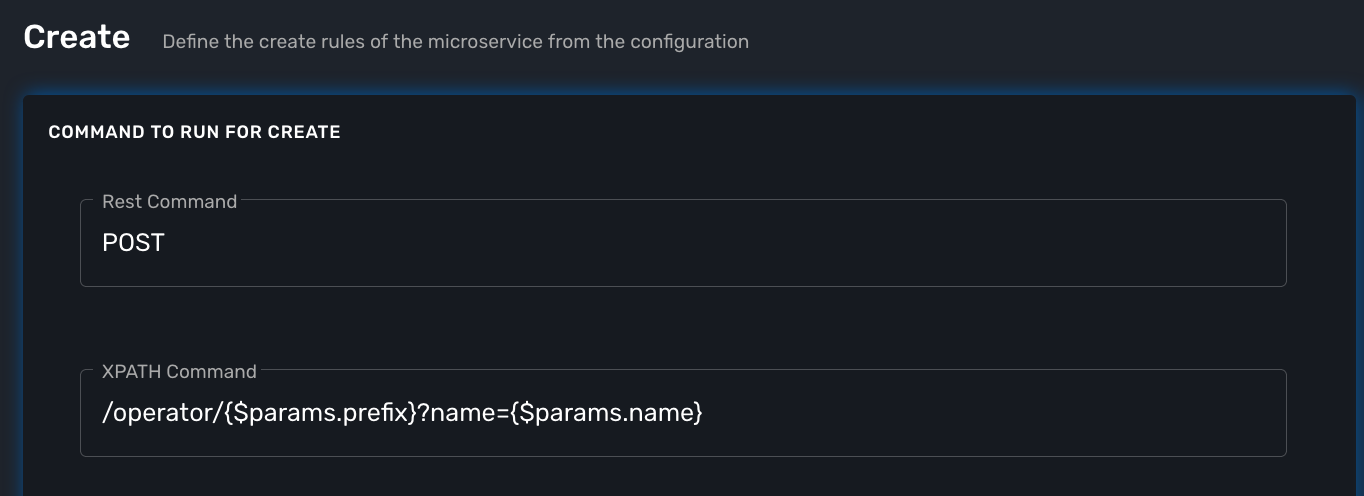 Create Define the create rules of the microservice from the configuration
COMMAND TO RUN FOR CREATE
Rest Command
POST
XPATH Command
/operator/{$params.prefix}?name={$params.name}